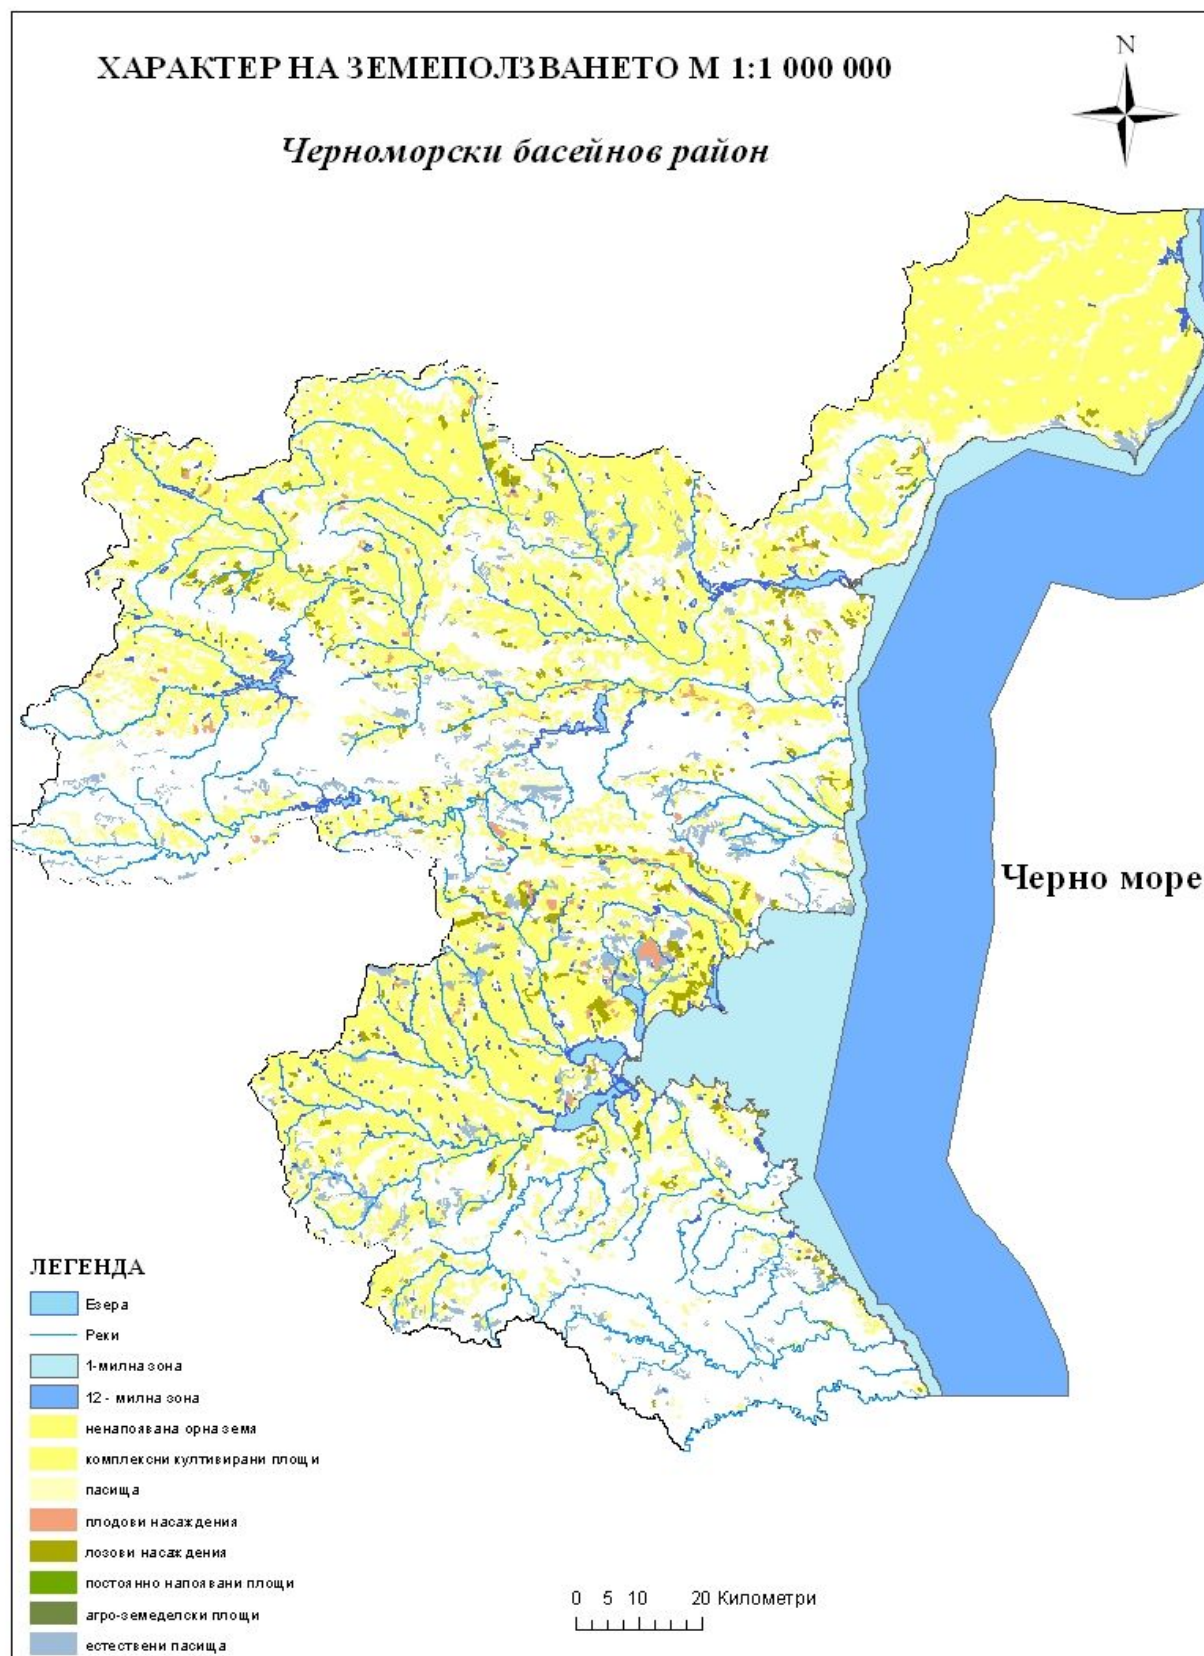 ХАРАКТЕР НА ЗЕМЕПОЛЗВАНЕТО М 1:1 000 000
N
Черноморски басейнов район
Черно море
ЛЕГЕНДА
Езера
Реки
1-милна зона
12 - милна зона
ненапоявана орна земя
комплексни култивирани площи
пасища
плодови насаждения
лозови насаждения
постоянно напоявани площи
агро-земеделски площи
естествени пасища
0 5 10 20 Километри